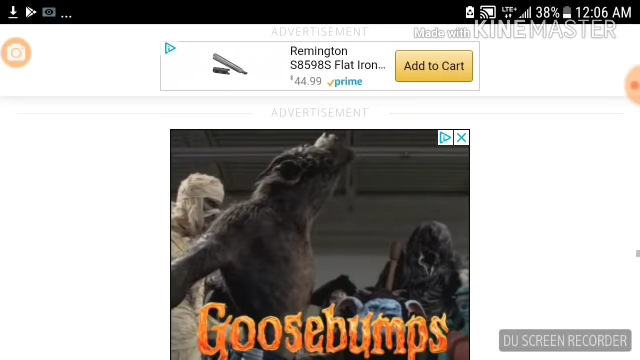 LTE+ 38% 12:06 AM
Made with KINEMASTER
ADVERTISEMENT
Remington
S8598S Flat Iron...
$44.99 prime
Add to Cart
ADVERTISEMENT
Goosebumps
DU SCREEN RECORDER